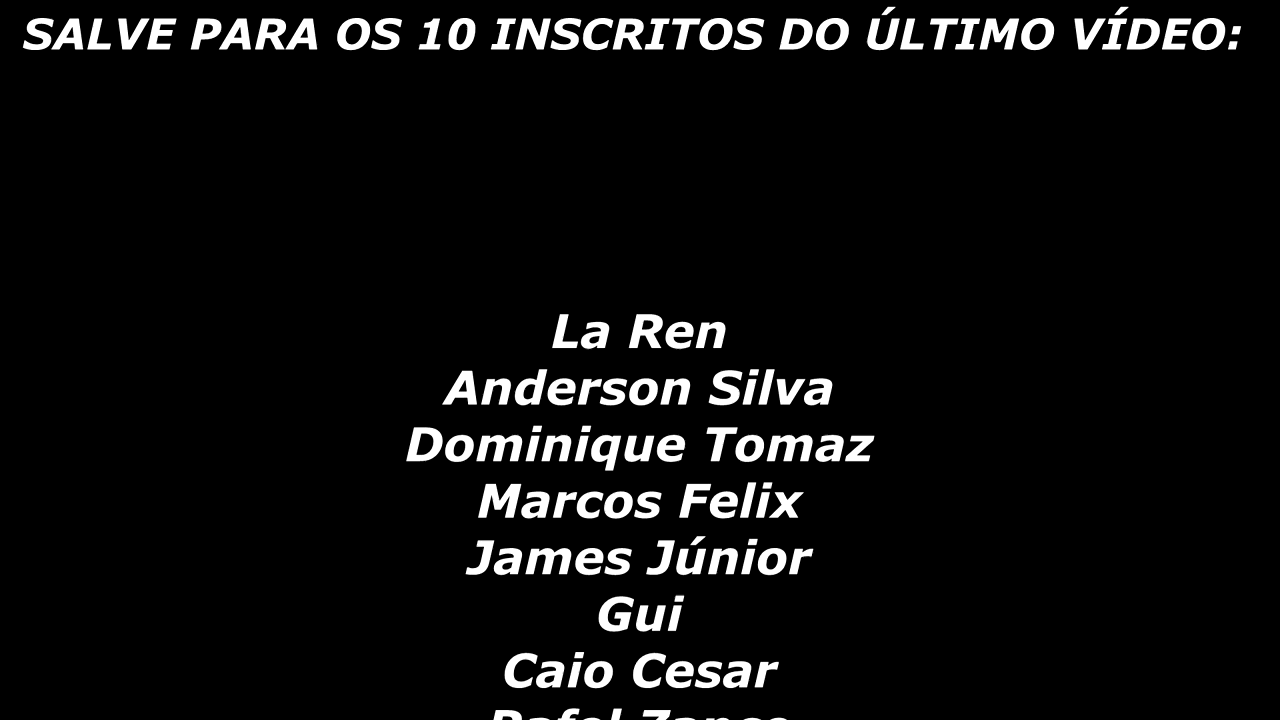 SALVE PARA OS 10 INSCRITOS DO ÚLTIMO VÍDEO:
La Ren
Anderson Silva
Dominique Tomaz
Marcos Felix
James Júnior
Gui
Caio Cesar